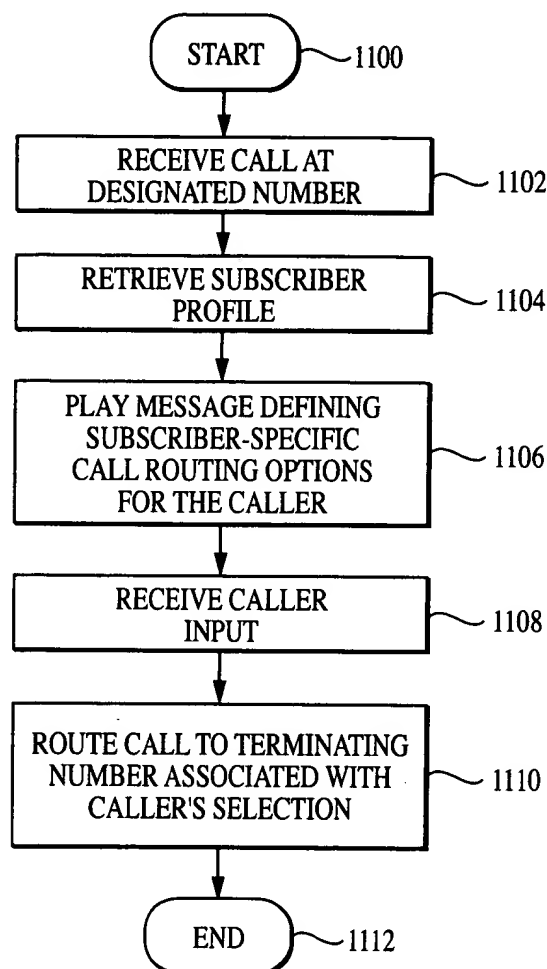 START
1100
RECEIVE CALL AT
DESIGNATED NUMBER
1102
RETRIEVE SUBSCRIBER
PROFILE
1104
PLAY MESSAGE DEFINING
SUBSCRIBER-SPECIFIC
CALL ROUTING OPTIONS
FOR THE CALLER
1106
RECEIVE CALLER
INPUT
1108
ROUTE CALL TO TERMINATING
NUMBER ASSOCIATED WITH
CALLER'S SELECTION
1110
END
1112